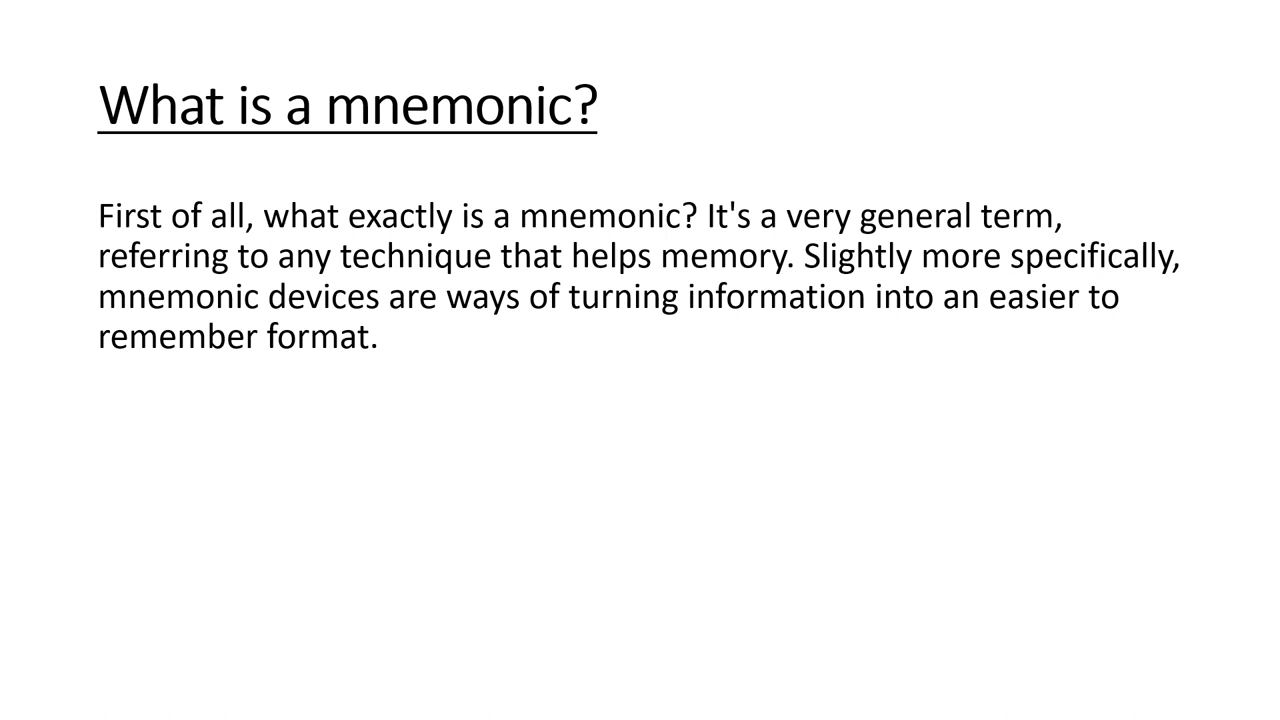 What is a mnemonic?
First of all, what exactly is a mnemonic? It's a very general term,
referring to any technique that helps memory. Slightly more specifically,
mnemonic devices are ways of turning information into an easier to
remember format.